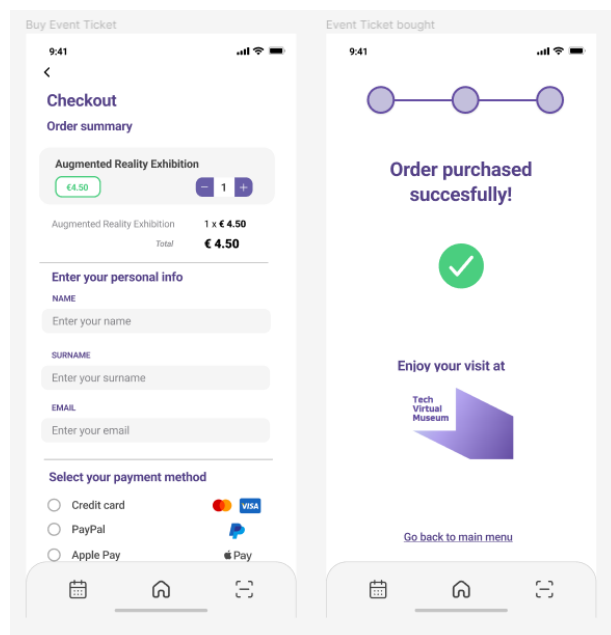 Buy Event Ticket
9:41
Checkout
Order summary
Augmented Reality Exhibition
€4.50
− 1 +
Augmented Reality Exhibition 1 x € 4.50
Total € 4.50
Enter your personal info
NAME
Enter your name
SURNAME
Enter your surname
EMAIL
Enter your email
Select your payment method
Credit card VISA
PayPal
Apple Pay Pay
Event Ticket bought
9:41
Order purchased
succesfully!
Enjoy your visit at
Tech
Virtual
Museum
Go back to main menu